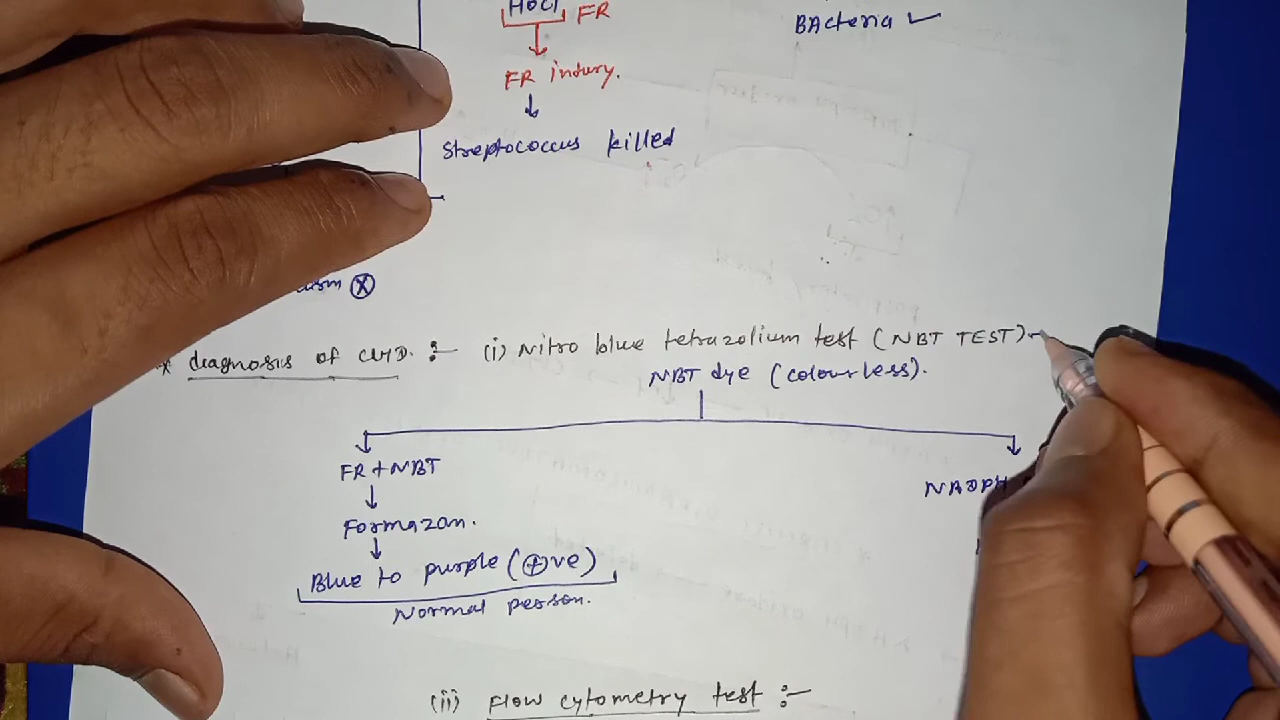 HOCl FR
BActeria ✓
FR injury.
Streptococcus killed
ⓧ
* diagnosis of CGD. :- (i) Nitro blue tetrazolium test (NBT TEST)-
NBT dye (colourless).
FR + NBT
NADPH
Formazan.
Blue to purple (⊕ve)
Normal person.
(ii) Flow cytometry test :-